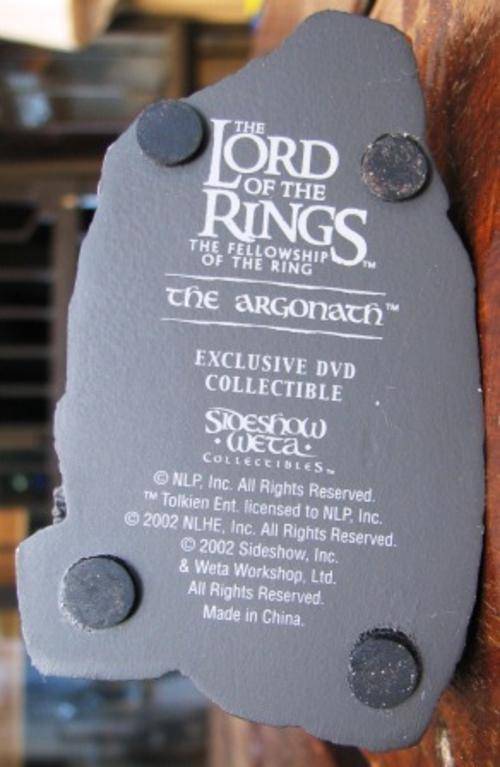 THE
LORD
OF THE
RINGS™
THE FELLOWSHIP
OF THE RING
the argonath™
EXCLUSIVE DVD
COLLECTIBLE
SIDESHOW
• WETA •
COLLECTIBLES™
© NLP, Inc. All Rights Reserved.
™ Tolkien Ent. licensed to NLP, Inc.
© 2002 NLHE, Inc. All Rights Reserved.
© 2002 Sideshow, Inc.
& Weta Workshop, Ltd.
All Rights Reserved.
Made in China.